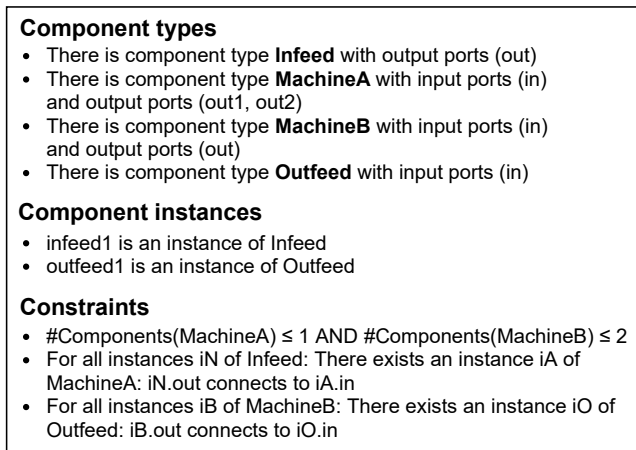 Component types
• There is component type Infeed with output ports (out)
• There is component type MachineA with input ports (in)
and output ports (out1, out2)
• There is component type MachineB with input ports (in)
and output ports (out)
• There is component type Outfeed with input ports (in)
Component instances
• infeed1 is an instance of Infeed
• outfeed1 is an instance of Outfeed
Constraints
• #Components(MachineA) ≤ 1 AND #Components(MachineB) ≤ 2
• For all instances iN of Infeed: There exists an instance iA of
MachineA: iN.out connects to iA.in
• For all instances iB of MachineB: There exists an instance iO of
Outfeed: iB.out connects to iO.in